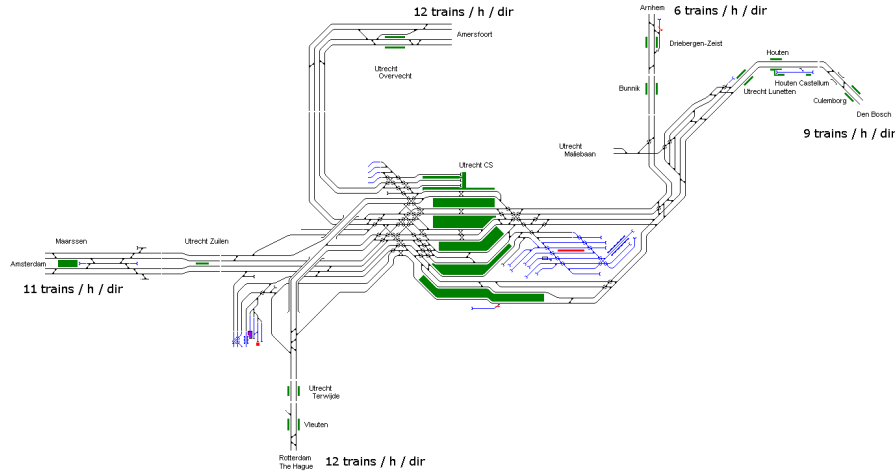 12 trains / h / dir
Amersfoort
Utrecht
Overvecht
Arnhem
6 trains / h / dir
Driebergen-Zeist
Bunnik
Houten
Houten Castellum
Utrecht Lunetten
Culemborg
Den Bosch
9 trains / h / dir
Utrecht
Maliebaan
Utrecht CS
Maarssen
Utrecht Zuilen
Amsterdam
11 trains / h / dir
Utrecht
Terwijde
Vleuten
Rotterdam
The Hague
12 trains / h / dir